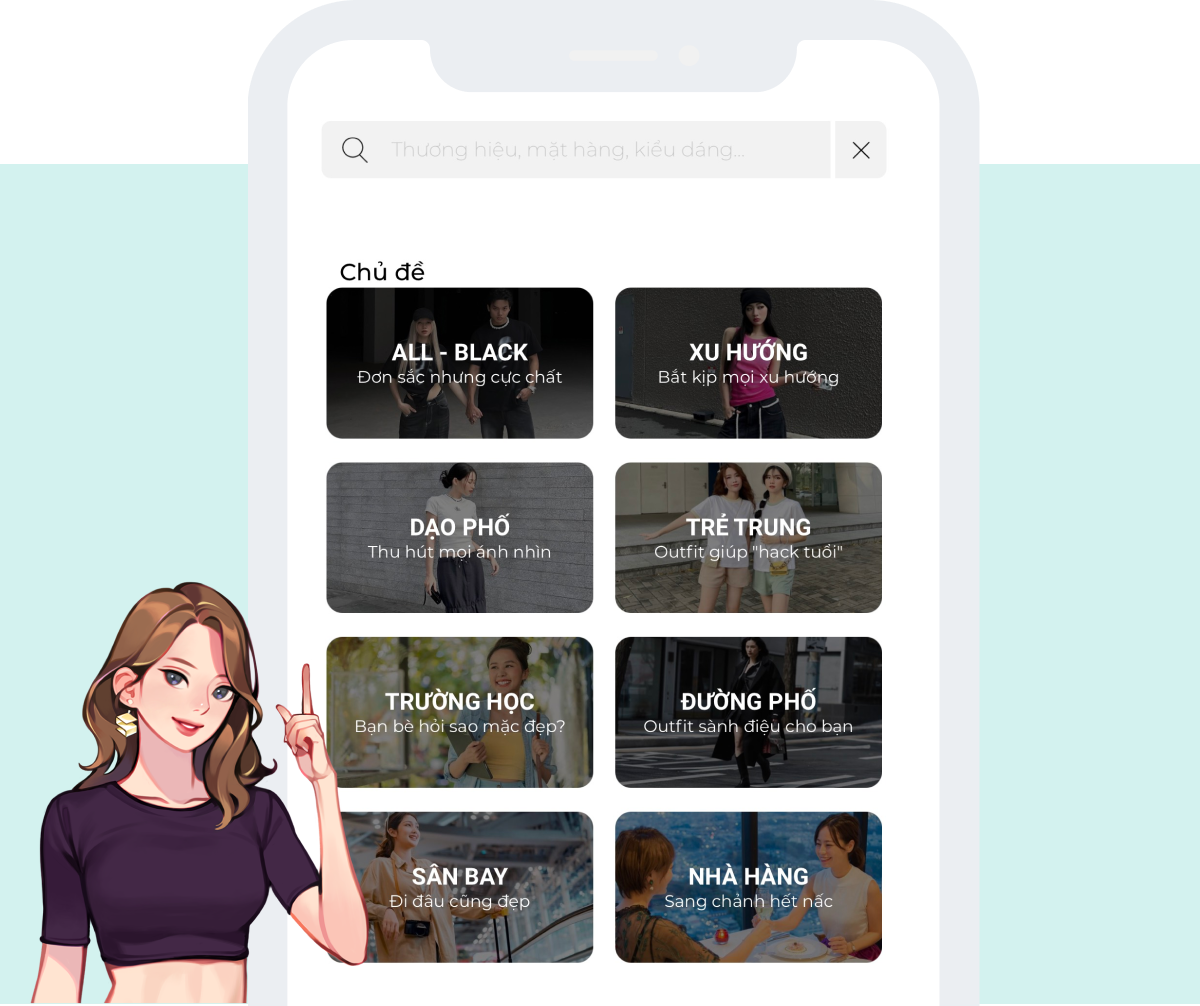 Thương hiệu, mặt hàng, kiểu dáng...
Chủ đề
ALL - BLACK
Đơn sắc nhưng cực chất
XU HƯỚNG
Bắt kịp mọi xu hướng
DẠO PHỐ
Thu hút mọi ánh nhìn
TRẺ TRUNG
Outfit giúp "hack tuổi"
TRƯỜNG HỌC
Bạn bè hỏi sao mặc đẹp?
ĐƯỜNG PHỐ
Outfit sành điệu cho bạn
SÂN BAY
Đi đâu cũng đẹp
NHÀ HÀNG
Sang chảnh hết nấc